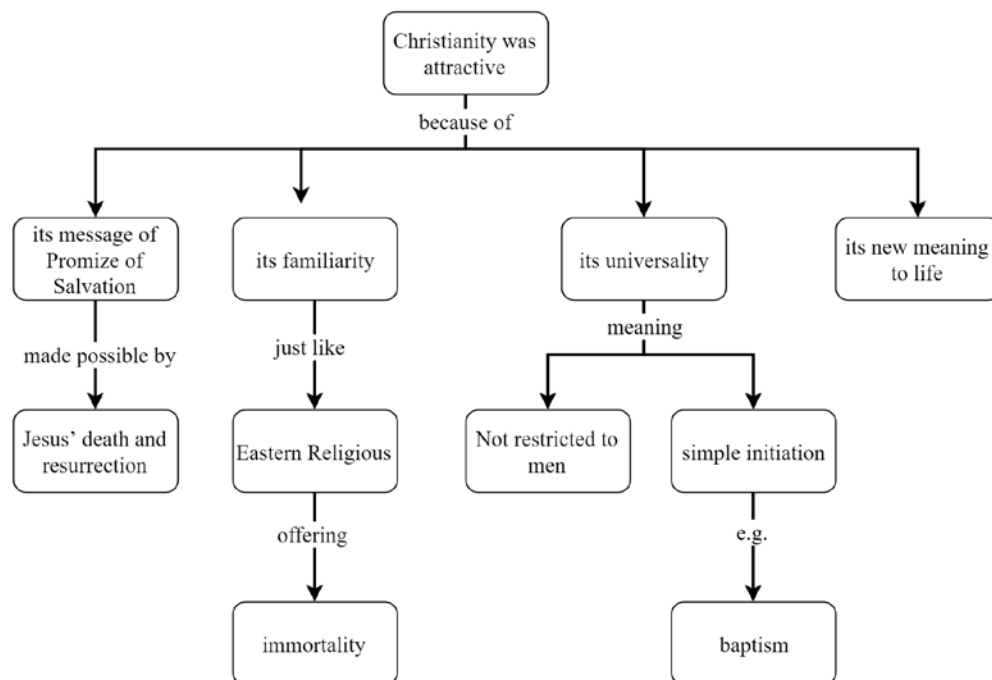 Christianity was
attractive
because of
its message of
Promize of
Salvation
its familiarity
its universality
its new meaning
to life
made possible by
just like
meaning
Jesus’ death and
resurrection
Eastern Religious
Not restricted to
men
simple initiation
offering
e.g.
immortality
baptism